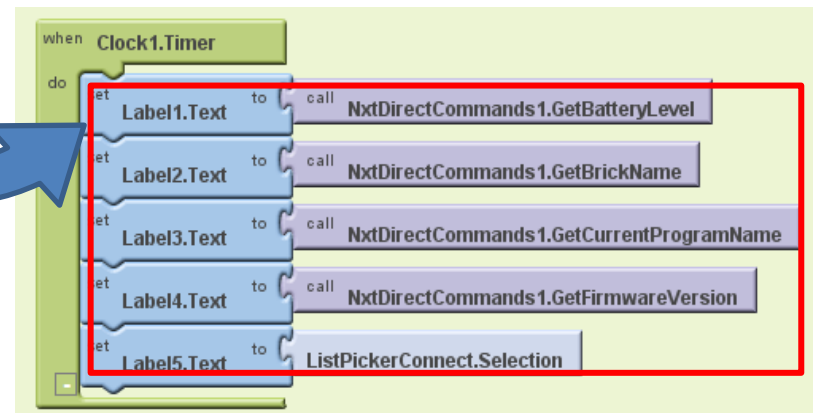 when Clock1.Timer
do
set Label1.Text to call NxtDirectCommands1.GetBatteryLevel
set Label2.Text to call NxtDirectCommands1.GetBrickName
set Label3.Text to call NxtDirectCommands1.GetCurrentProgramName
set Label4.Text to call NxtDirectCommands1.GetFirmwareVersion
set Label5.Text to ListPickerConnect.Selection
-